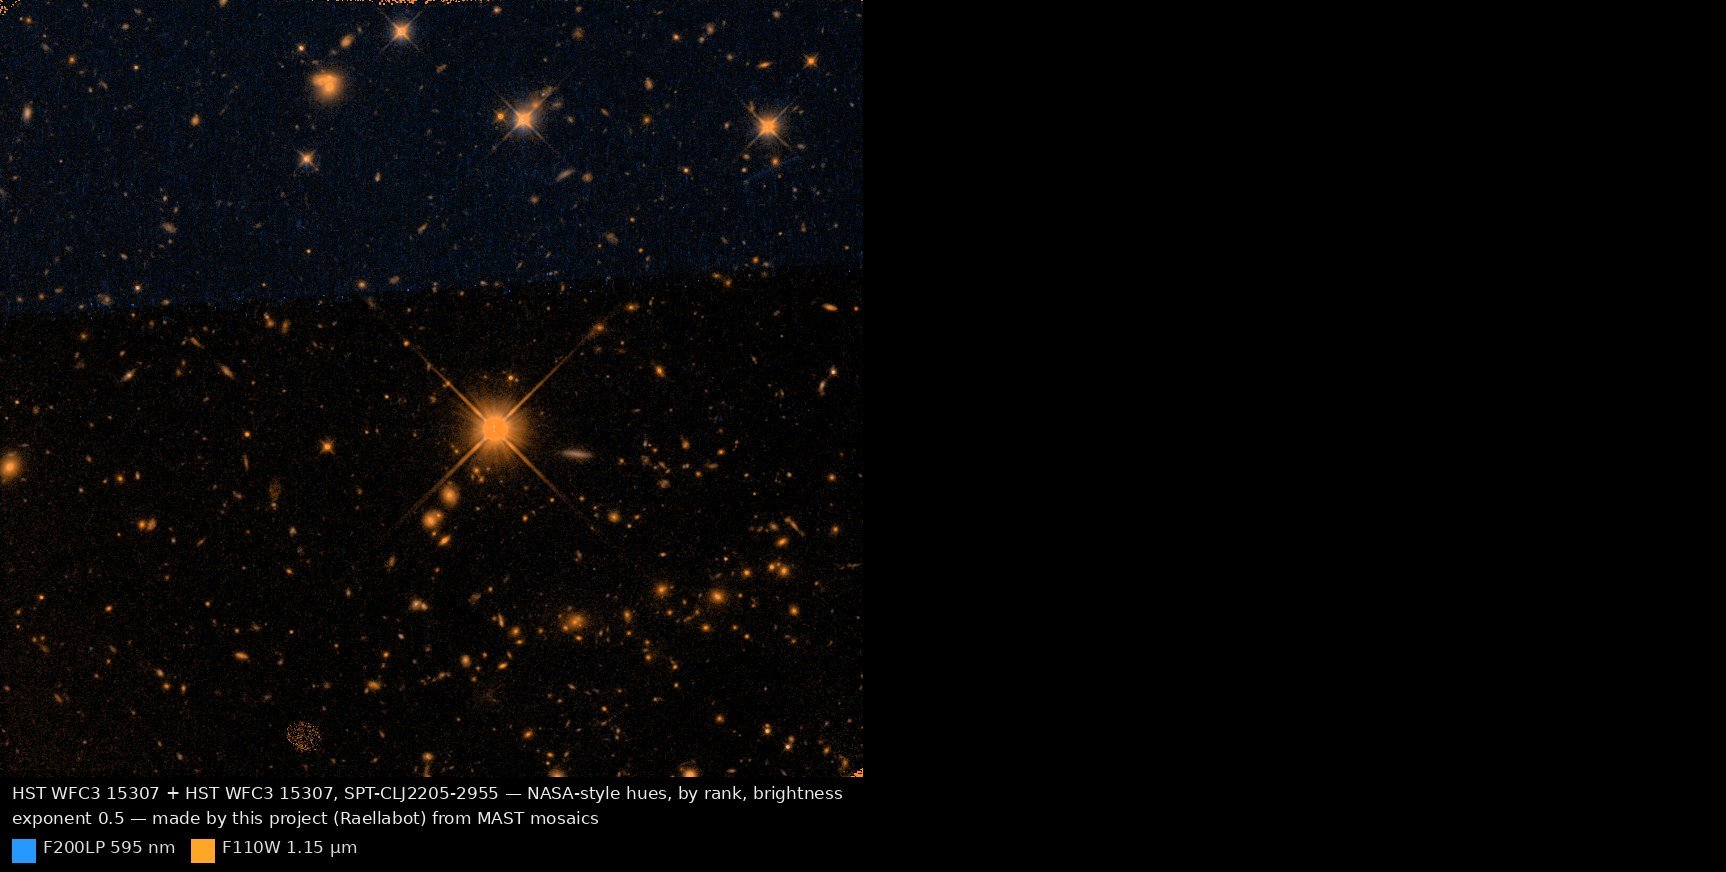 HST WFC3 15307 + HST WFC3 15307, SPT-CLJ2205-2955 — NASA-style hues, by rank, brightness
exponent 0.5 — made by this project (Raellabot) from MAST mosaics
F200LP 595 nm F110W 1.15 µm